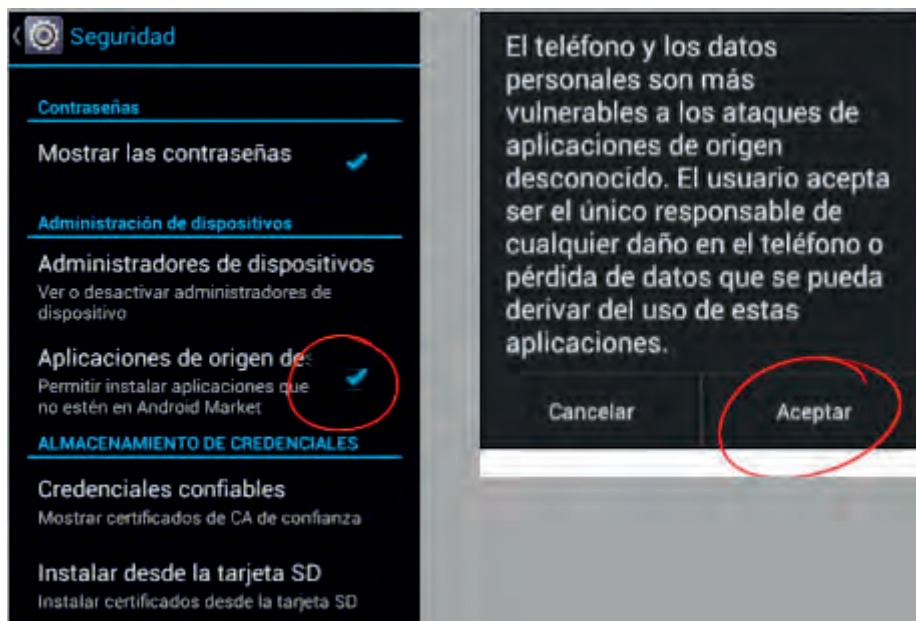 Seguridad
Contraseñas
Mostrar las contraseñas
Administración de dispositivos
Administradores de dispositivos
Ver o desactivar administradores de
dispositivo
Aplicaciones de origen de
Permitir instalar aplicaciones que
no estén en Android Market
ALMACENAMIENTO DE CREDENCIALES
Credenciales confiables
Mostrar certificados de CA de confianza
Instalar desde la tarjeta SD
Instalar certificados desde la tarjeta SD
El teléfono y los datos
personales son más
vulnerables a los ataques de
aplicaciones de origen
desconocido. El usuario acepta
ser el único responsable de
cualquier daño en el teléfono o
pérdida de datos que se pueda
derivar del uso de estas
aplicaciones.
Cancelar
Aceptar